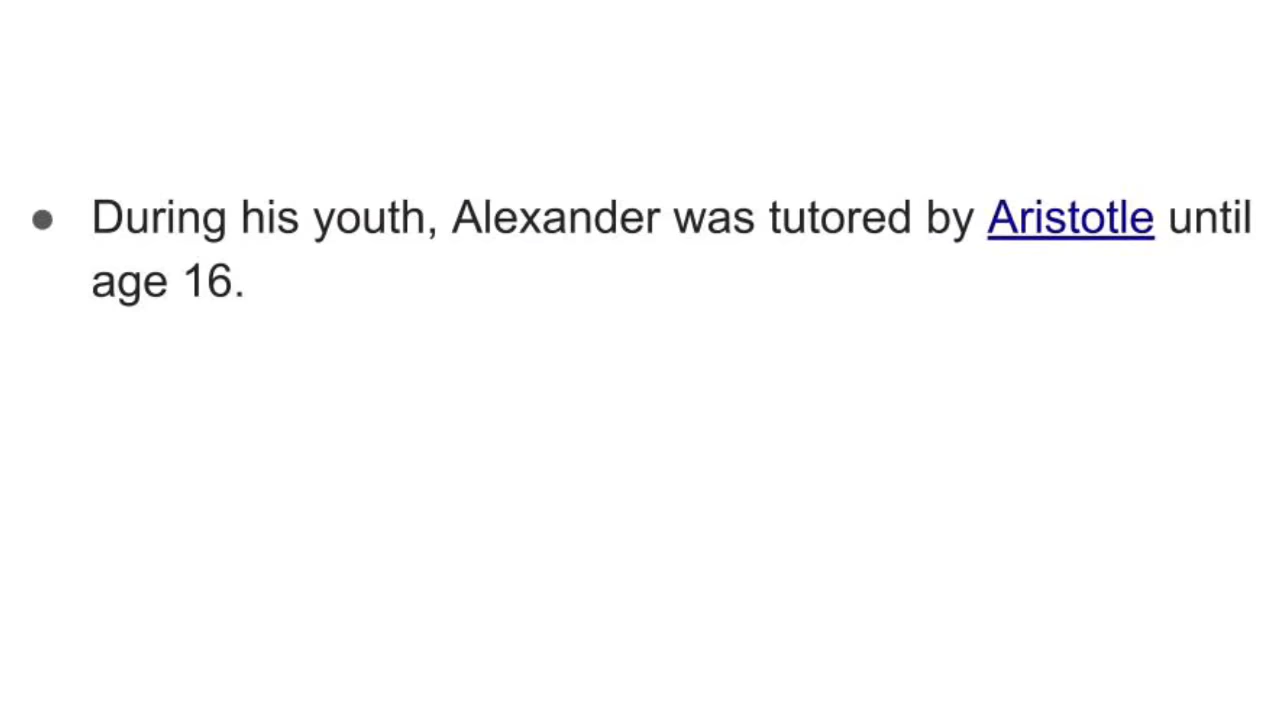 ● During his youth, Alexander was tutored by Aristotle until
age 16.